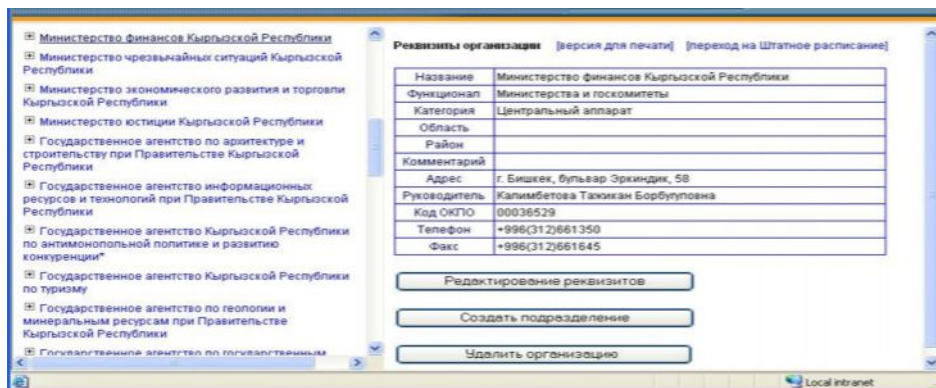 Министерство финансов Кыргызской Республики
Министерство чрезвычайных ситуаций Кыргызской
Республики
Министерство экономического развития и торговли
Кыргызской Республики
Министерство юстиции Кыргызской Республики
Государственное агентство по архитектуре и
строительству при Правительстве Кыргызской
Республики
Государственное агентство информационных
ресурсов и технологий при Правительстве Кыргызской
Республики
Государственное агентство Кыргызской Республики
по антимонопольной политике и развитию
конкуренции"
Государственное агентство Кыргызской Республики
по туризму
Государственное агентство по геологии и
минеральным ресурсам при Правительстве
Кыргызской Республики
Государственное агентство по государственным
Реквизиты организации [версия для печати] [переход на Штатное расписание]
Название Министерство финансов Кыргызской Республики
Функционал Министерства и госкомитеты
Категория Центральный аппарат
Область
Район
Комментарий
Адрес г. Бишкек, бульвар Эркиндик, 58
Руководитель Калимбетова Тажикан Борбугуловна
Код ОКПО 00036529
Телефон +996(312)661350
Факс +996(312)661645
Редактирование реквизитов
Создать подразделение
Удалить организацию
Local intranet